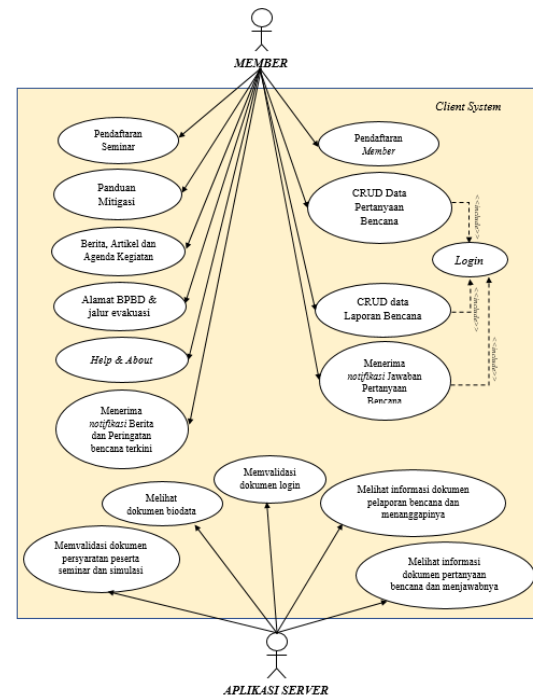 MEMBER
Client System
Pendaftaran
Seminar
Pendaftaran
Member
Panduan
Mitigasi
CRUD Data
Pertanyaan
Bencana
<<include>>
Berita, Artikel dan
Agenda Kegiatan
Login
Alamat BPBD &
jalur evakuasi
CRUD data
Laporan Bencana
<<include>>
Help & About
Menerima
notifikasi Jawaban
Pertanyaan
Bencana
<<include>>
Menerima
notifikasi Berita
dan Peringatan
bencana terkini
Memvalidasi
dokumen login
Melihat
dokumen biodata
Melihat informasi dokumen
pelaporan bencana dan
menanggapinya
Memvalidasi dokumen
persyaratan peserta
seminar dan simulasi
Melihat informasi
dokumen pertanyaan
bencana dan menjawabnya
APLIKASI SERVER